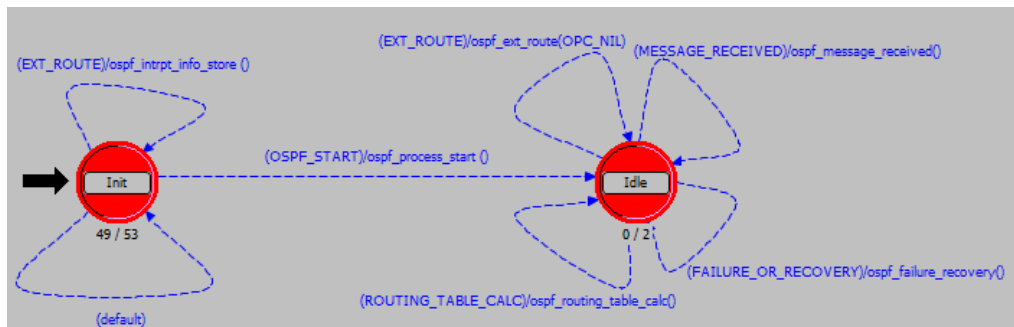 (EXT_ROUTE)/ospf_ext_route(OPC_NIL)
(MESSAGE_RECEIVED)/ospf_message_received()
(EXT_ROUTE)/ospf_intrpt_info_store ()
(OSPF_START)/ospf_process_start ()
Init
Idle
49 / 53
0 / 2
(FAILURE_OR_RECOVERY)/ospf_failure_recovery()
(ROUTING_TABLE_CALC)/ospf_routing_table_calc()
(default)